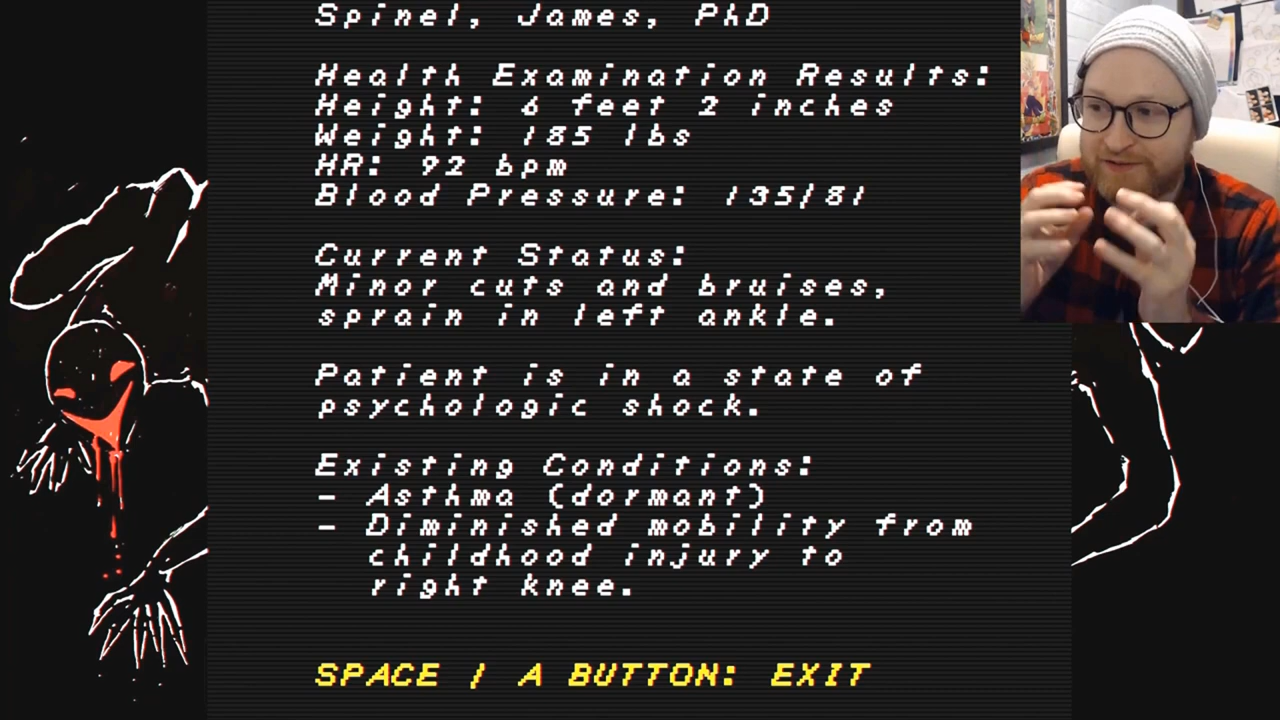 Spinel, James, PhD
Health Examination Results:
Height: 6 feet 2 inches
Weight: 185 lbs
HR: 92 bpm
Blood Pressure: 135/81
Current Status:
Minor cuts and bruises,
sprain in left ankle.
Patient is in a state of
psychologic shock.
Existing Conditions:
- Asthma (dormant)
- Diminished mobility from
childhood injury to
right knee.
SPACE / A BUTTON: EXIT